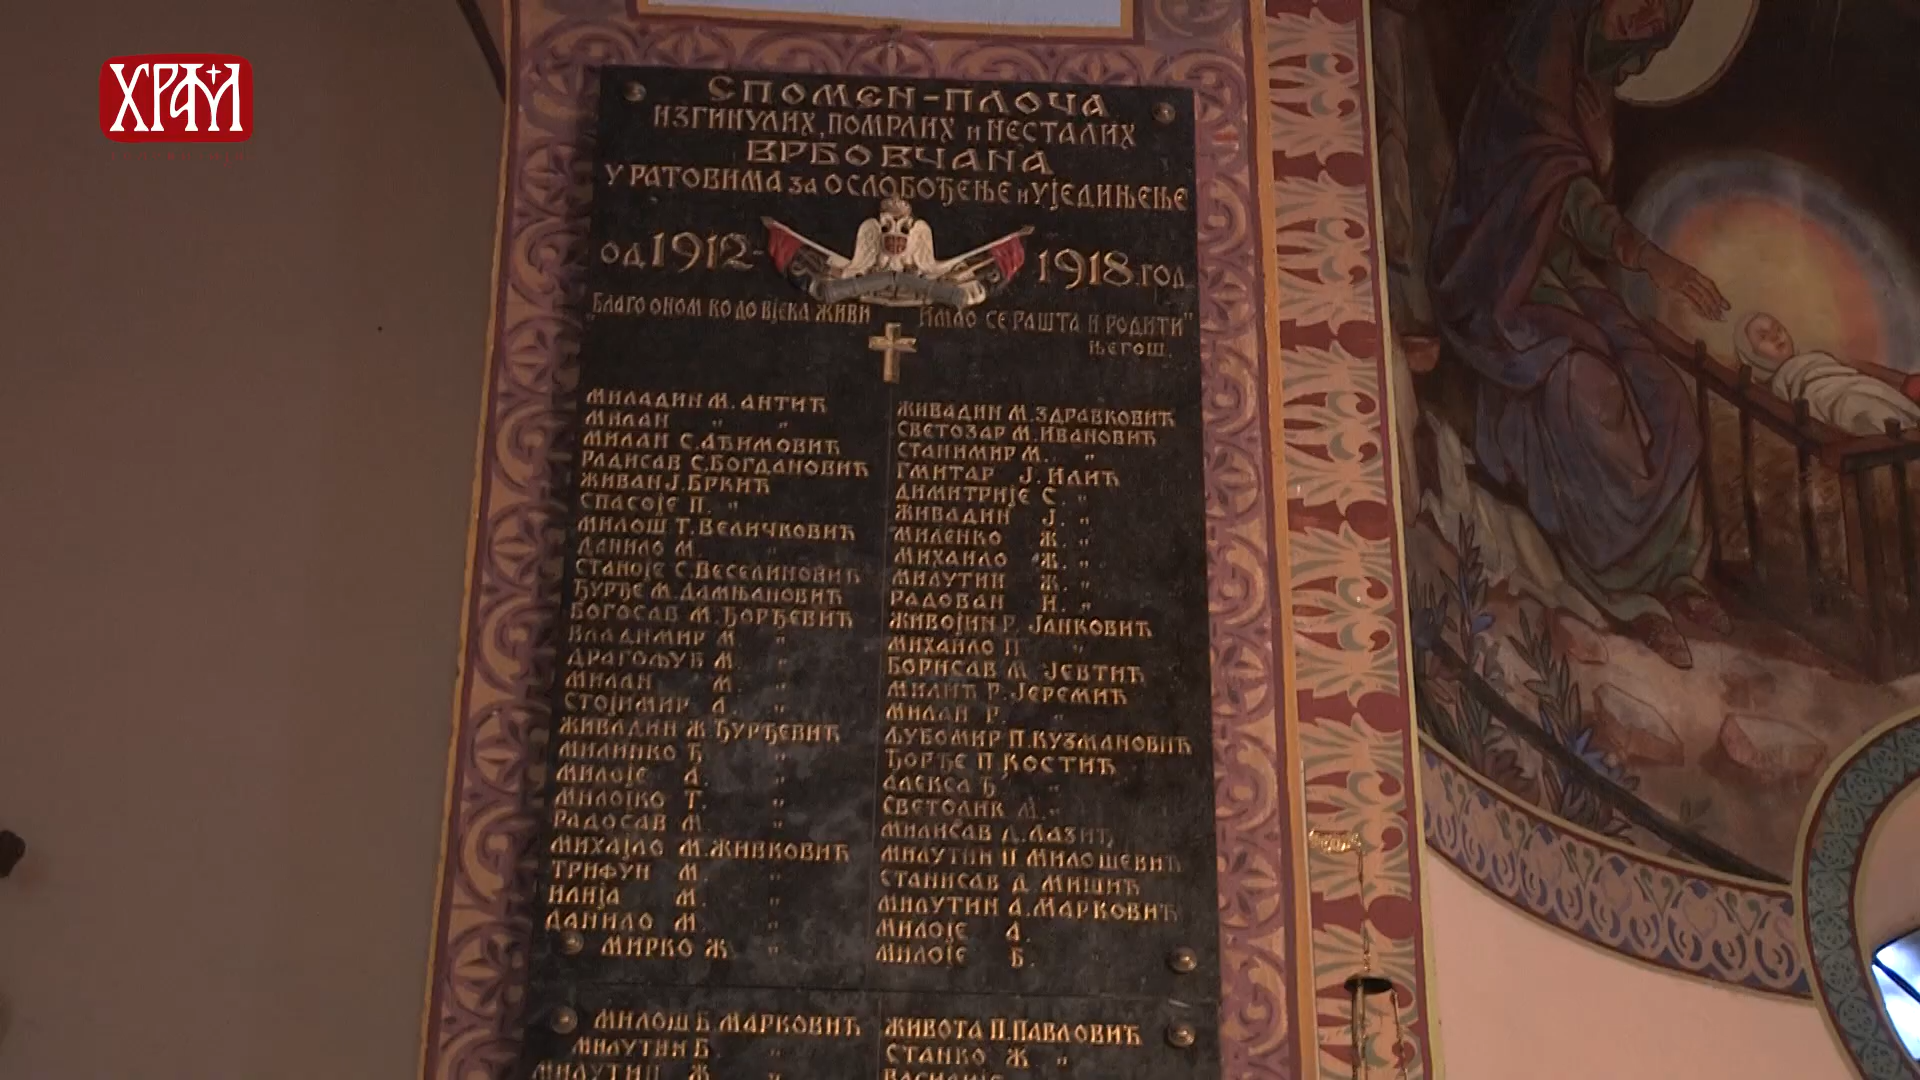 ХРАМ
СПОМЕН-ПЛОЧА
ИЗГИНУЛИХ, ПОМРЛИХ и НЕСТАЛИХ
ВРБОВЧАНА
У РАТОВИМА за ОСЛОБОЂЕЊЕ и УЈЕДИЊЕЊЕ
од 1912- 1918. год.
„Благо оном ко довјека живи имао се рашта и родити"
Његош.
МИЛАДИН М. АНТИЋ
МИЛАН „ „
МИЛАН С. АЋИМОВИЋ
РАДИСАВ С. БОГДАНОВИЋ
ЖИВАН Ј. БРКИЋ
СПАСОЈЕ П. „
МИЛОШ Т. ВЕЛИЧКОВИЋ
ДАНИЛО М. „
СТАНОЈЕ С. ВЕСЕЛИНОВИЋ
ЂУРЂЕ М. ДАМЊАНОВИЋ
БОГОСАВ М. ЂОРЂЕВИЋ
ВЛАДИМИР М. „
ДРАГОЉУБ М. „
МИЛАН М. „
СТОЈИМИР А. „
ЖИВАДИН Ж. ЂУРЂЕВИЋ
МИЛИНКО Ђ. „
МИЛОЈЕ А. „
МИЛОЈКО Т. „
РАДОСАВ М. „
МИХАЈЛО М. ЖИВКОВИЋ
ТРИФУН М. „
ИЛИЈА М. „
ДАНИЛО М. „
МИРКО Ж. „
ЖИВАДИН М. ЗДРАВКОВИЋ
СВЕТОЗАР М. ИВАНОВИЋ
СТАНИМИР М. „
ГМИТАР Ј. ИЛИЋ
ДИМИТРИЈЕ С. „
ЖИВАДИН Ј. „
МИЛЕНКО Ж. „
МИХАИЛО Ж. „
МИЛУТИН Ж. „
РАДОВАН И. „
ЖИВОЈИН Р. ЈАНКОВИЋ
МИХАИЛО П. „
БОРИСАВ М. ЈЕВТИЋ
МИЛИЋ Р. ЈЕРЕМИЋ
МИЛАН Р. „
ЉУБОМИР П. КУЗМАНОВИЋ
ЂОРЂЕ П. КОСТИЋ
АЛЕКСА Ђ. „
СВЕТОЛИК М. „
МИЛИСАВ Д. ЛАЗИЋ
МИЛУТИН П. МИЛОШЕВИЋ
СТАНИСАВ Д. МИШИЋ
МИЛУТИН А. МАРКОВИЋ
МИЛОЈЕ А.
МИЛОЈЕ Б. „
МИЛОШ Б. МАРКОВИЋ
МИЛУТИН Б. „
МИЛУТИН Ж. „
ЖИВОТА П. ПАВЛОВИЋ
СТАНКО Ж. „
ВАСИЛИЈЕ